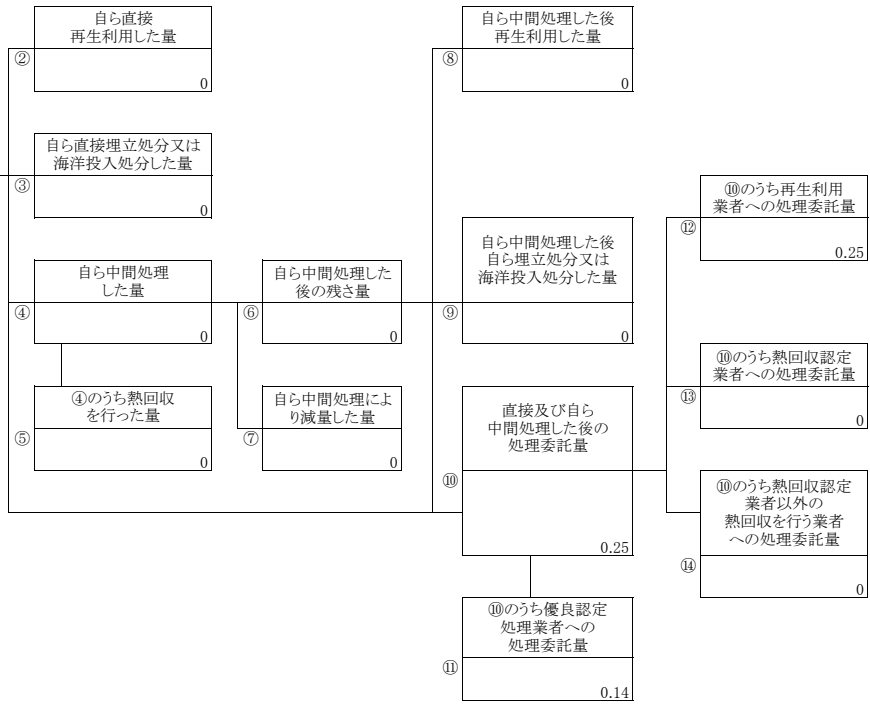 自ら直接
再生利用した量
②
0
自ら直接埋立処分又は
海洋投入処分した量
③
0
自ら中間処理
した量
④
0
④のうち熱回収
を行った量
⑤
0
自ら中間処理した
後の残さ量
⑥
0
自ら中間処理によ
り減量した量
⑦
0
自ら中間処理した後
再生利用した量
⑧
0
自ら中間処理した後
自ら埋立処分又は
海洋投入処分した量
⑨
0
直接及び自ら
中間処理した後の
処理委託量
⑩
0.25
⑩のうち優良認定
処理業者への
処理委託量
⑪
0.14
⑩のうち再生利用
業者への処理委託量
⑫
0.25
⑩のうち熱回収認定
業者への処理委託量
⑬
0
⑩のうち熱回収認定
業者以外の
熱回収を行う業者
への処理委託量
⑭
0